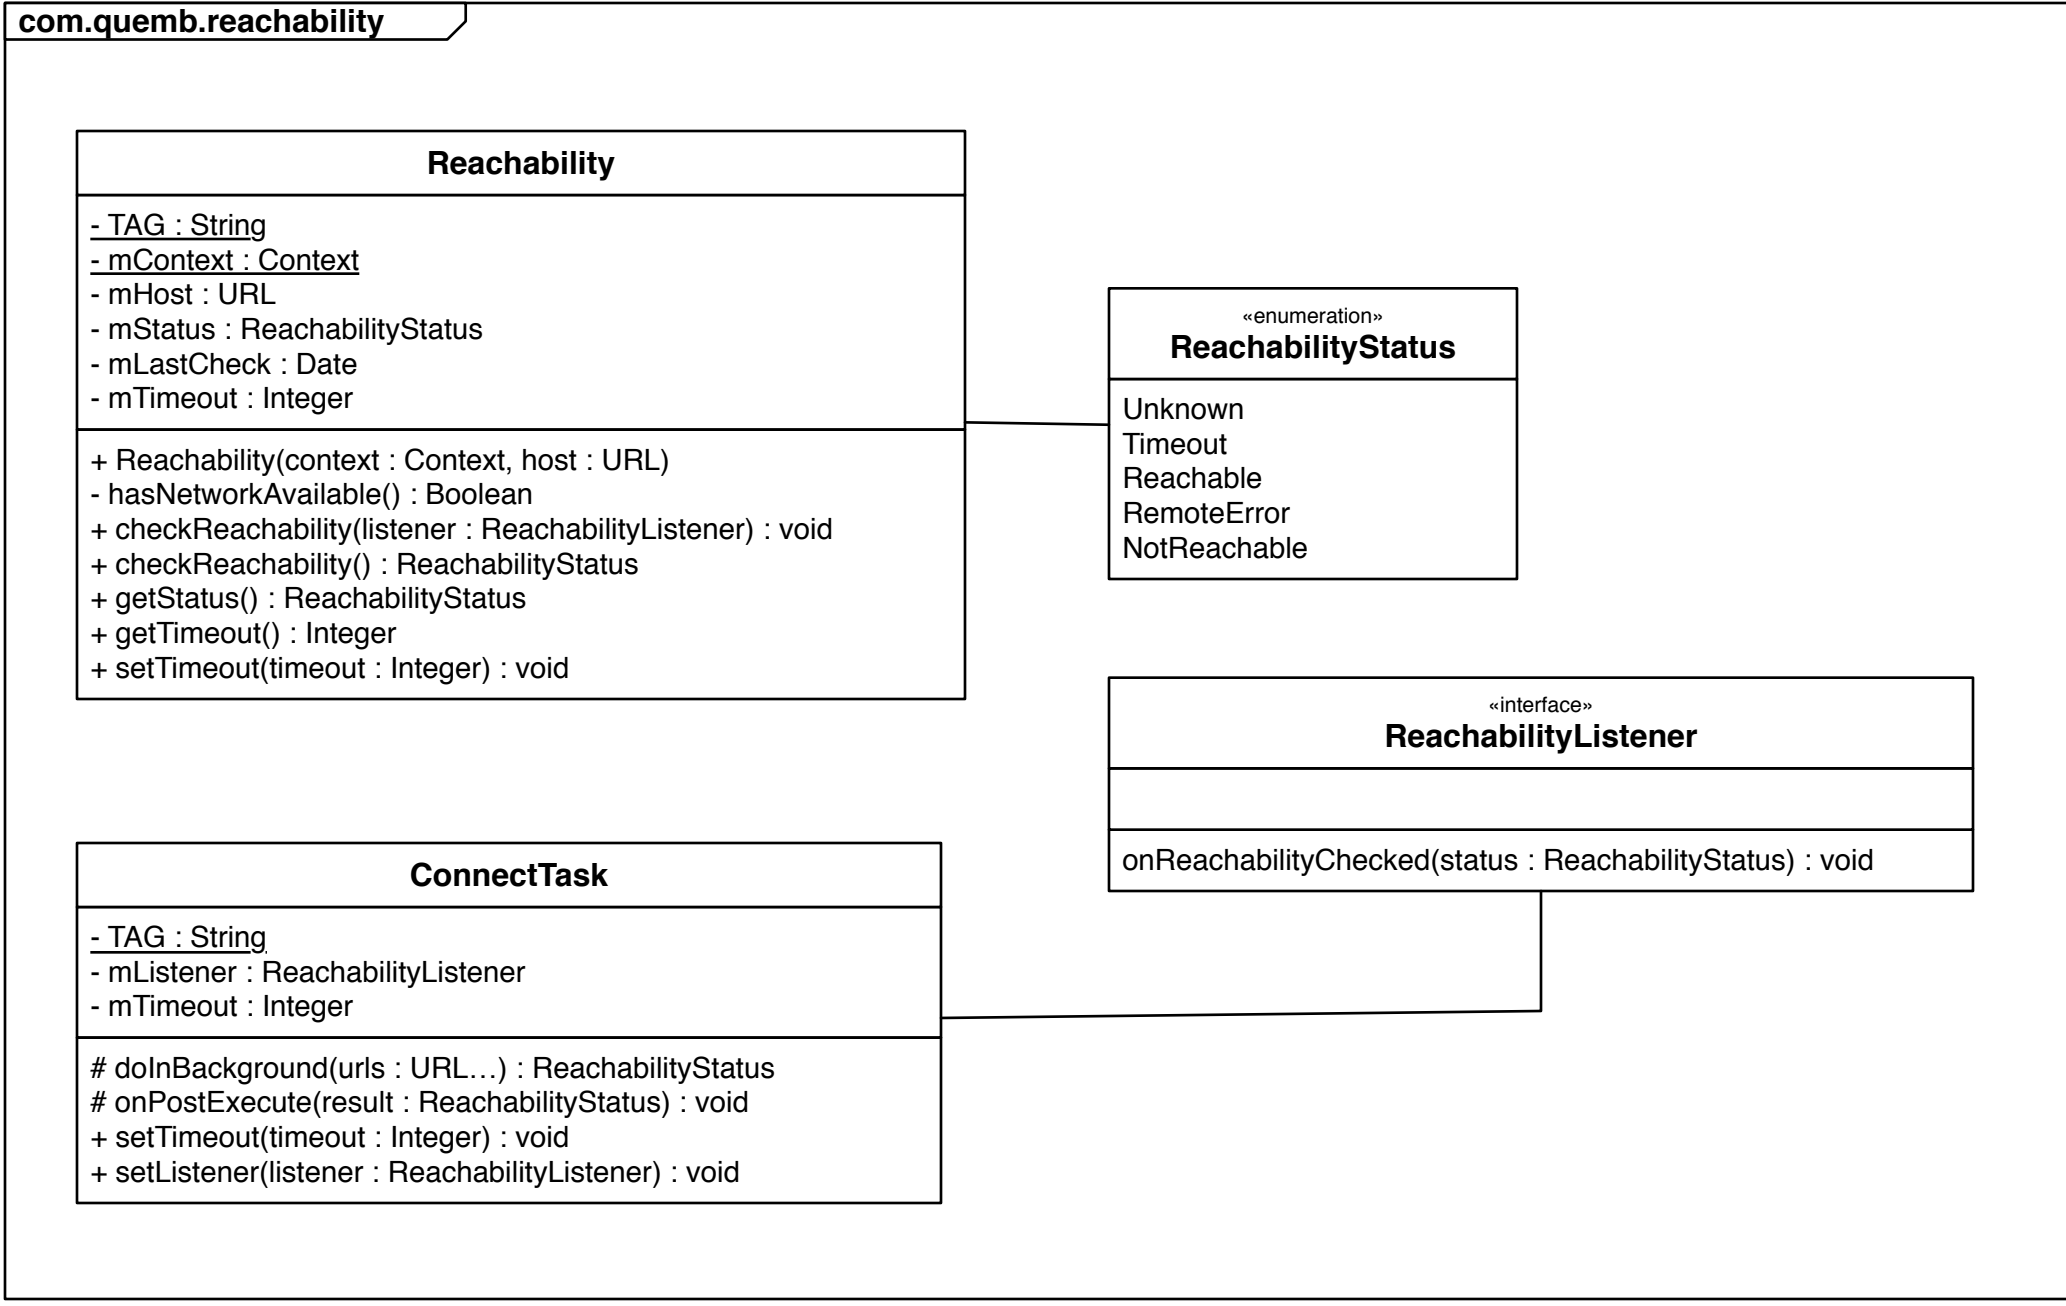 com.quemb.reachability
Reachability
- TAG : String
- mContext : Context
- mHost : URL
- mStatus : ReachabilityStatus
- mLastCheck : Date
- mTimeout : Integer
+ Reachability(context : Context, host : URL)
- hasNetworkAvailable() : Boolean
+ checkReachability(listener : ReachabilityListener) : void
+ checkReachability() : ReachabilityStatus
+ getStatus() : ReachabilityStatus
+ getTimeout() : Integer
+ setTimeout(timeout : Integer) : void
«enumeration»
ReachabilityStatus
Unknown
Timeout
Reachable
RemoteError
NotReachable
«interface»
ReachabilityListener
onReachabilityChecked(status : ReachabilityStatus) : void
ConnectTask
- TAG : String
- mListener : ReachabilityListener
- mTimeout : Integer
# doInBackground(urls : URL…) : ReachabilityStatus
# onPostExecute(result : ReachabilityStatus) : void
+ setTimeout(timeout : Integer) : void
+ setListener(listener : ReachabilityListener) : void